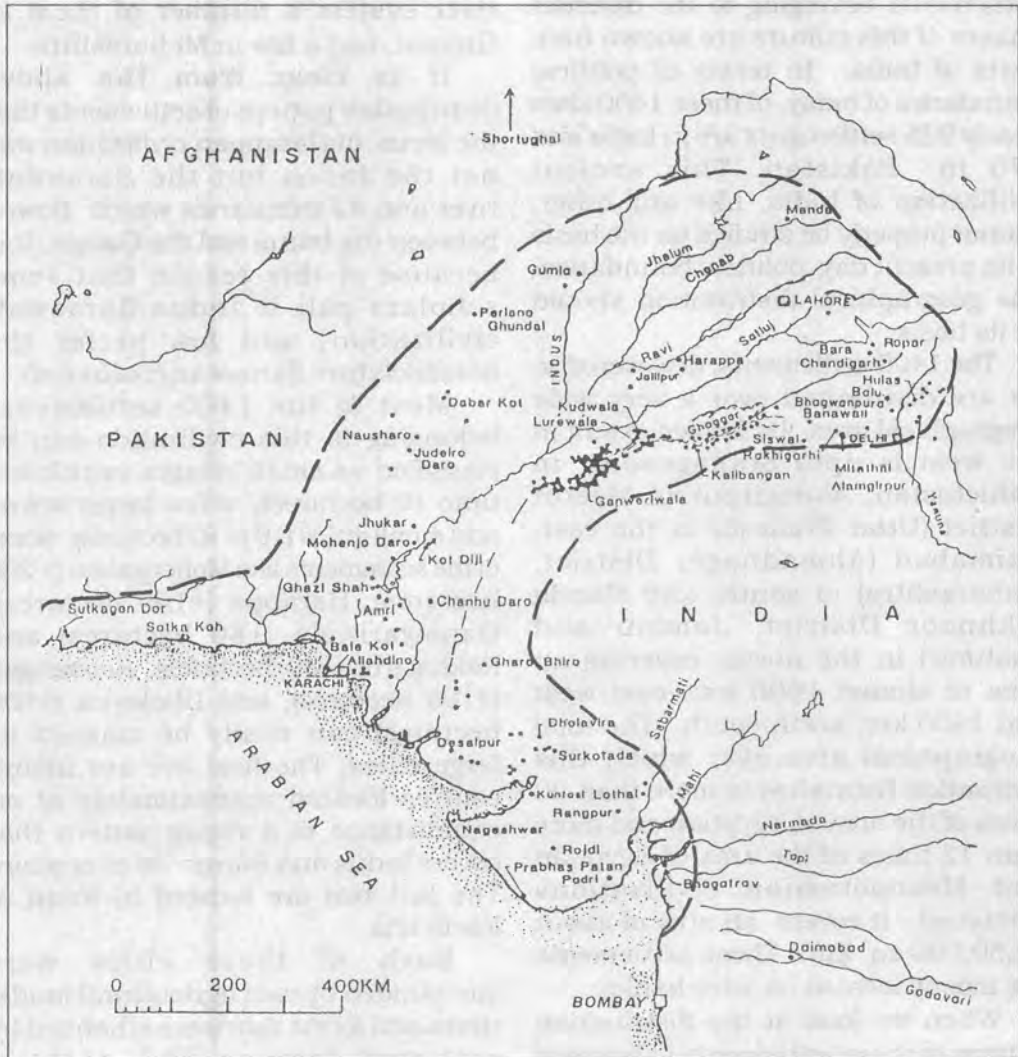 Shortughai
AFGHANISTAN
Manda
Jhelum
Chenab
Gumla
LAHORE
Periano Ghundai
INDUS
Ravi
Satluj
Ropar
Harappa
Bara
Jalilpur
Chandigarh
Hulas
Balu
Dabar Kot
Kudwala
Bhagwanpura
Banawali
Lurewala
Ghaggar
PAKISTAN
Nausharo
Siswal
DELHI
Judeiro Daro
Rakhigarhi
Kalibangan
Mitathal
Alamgirpur
Ganweriwala
Jhukar
Mohenjo Daro
Kot Diji
Ghazi Shah
Sutkagon Dor
Amri
Chanhu Daro
INDIA
Sotka Koh
Bala Kot
Allahdino
KARACHI
Gharo Bhiro
Sabarmati
Dholavira
Desalpur
Surkotada
ARABIAN SEA
Mahi
Kuntasi
Lothal
Rangpur
Narmada
Nageshwar
Rojdi
Tapi
Prabhas Patan
Padri
Bhagatrav
Daimabad
0 200 400KM
Godavari
BOMBAY